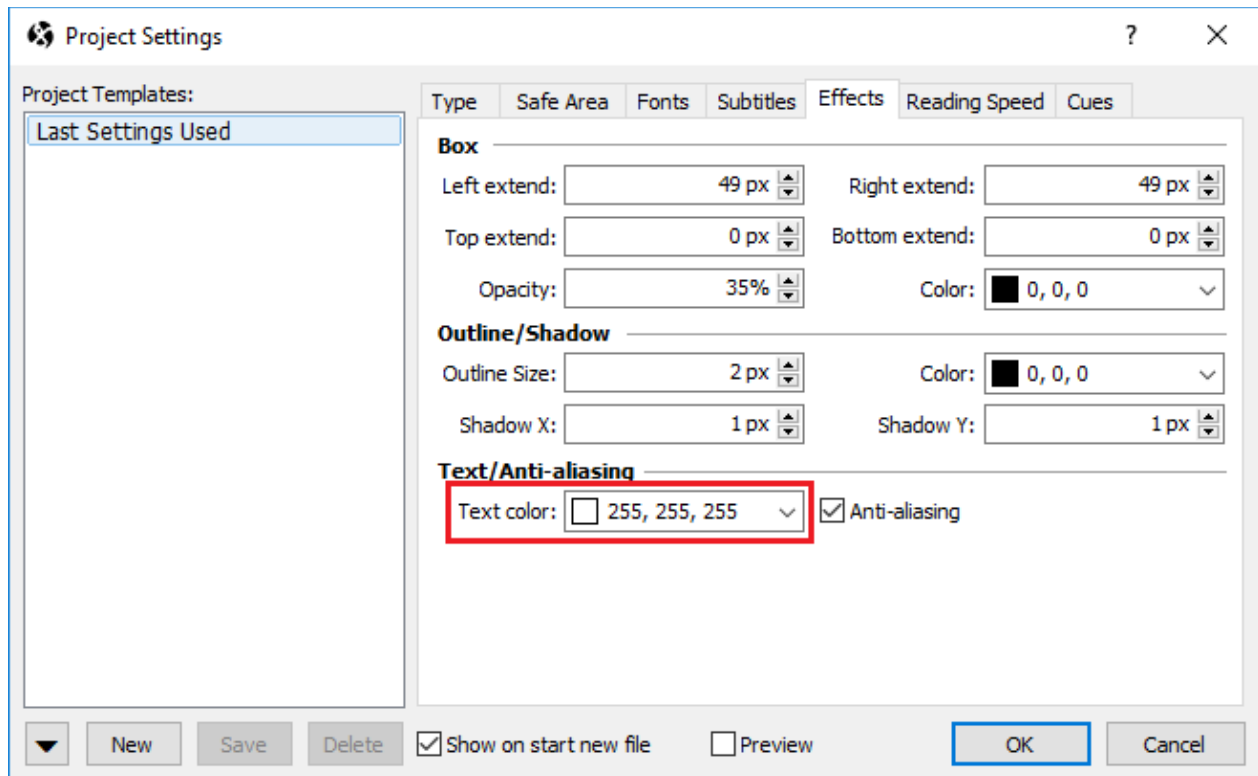 Project Settings
?
Project Templates:
Last Settings Used
Type Safe Area Fonts Subtitles Effects Reading Speed Cues
Box
Left extend: 49 px Right extend: 49 px
Top extend: 0 px Bottom extend: 0 px
Opacity: 35% Color: 0, 0, 0
Outline/Shadow
Outline Size: 2 px Color: 0, 0, 0
Shadow X: 1 px Shadow Y: 1 px
Text/Anti-aliasing
Text color: 255, 255, 255 Anti-aliasing
New Save Delete Show on start new file Preview OK Cancel